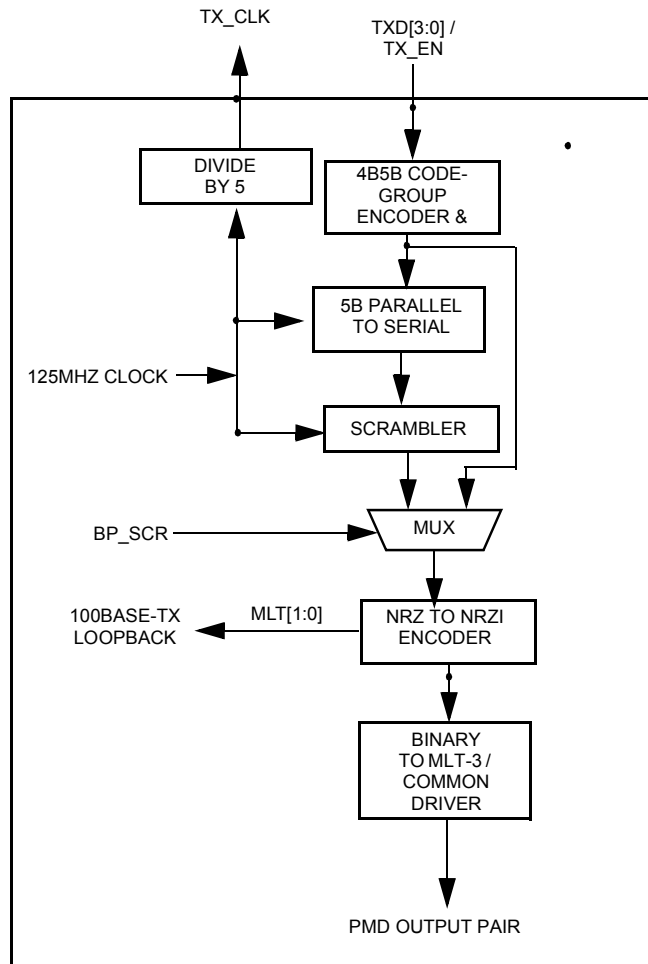 TX_CLK
TXD[3:0] /
TX_EN
DIVIDE
BY 5
4B5B CODE-
GROUP
ENCODER &
5B PARALLEL
TO SERIAL
125MHZ CLOCK
SCRAMBLER
BP_SCR
MUX
100BASE-TX
LOOPBACK
MLT[1:0]
NRZ TO NRZI
ENCODER
BINARY
TO MLT-3 /
COMMON
DRIVER
PMD OUTPUT PAIR